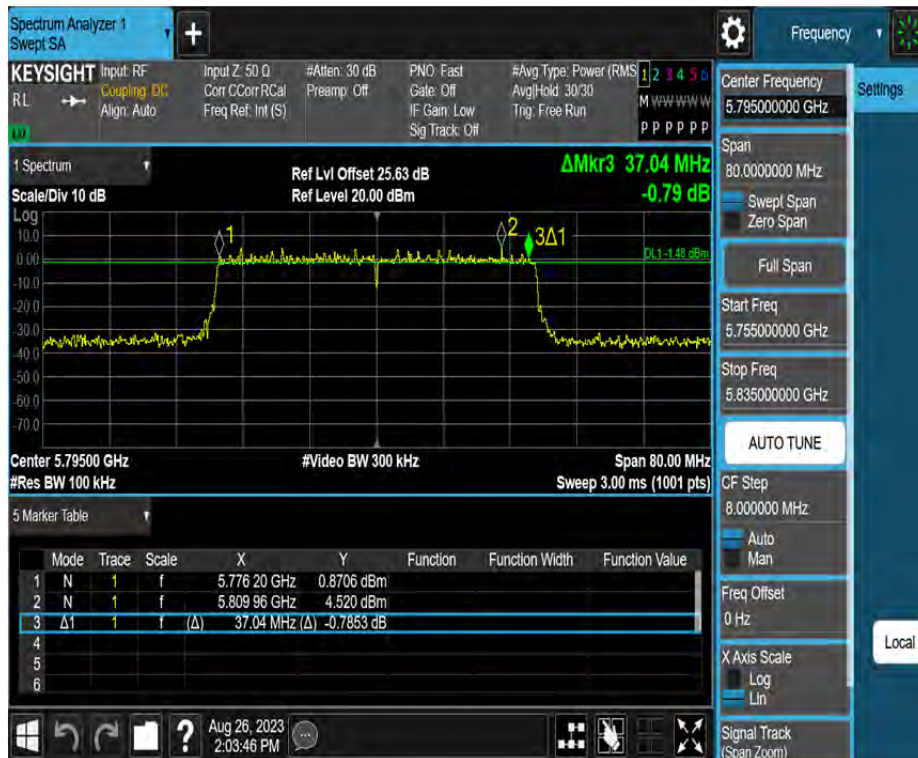 Spectrum Analyzer 1
Swept SA
+
Frequency
KEYSIGHT
RL
Input: RF
Coupling: DC
Align: Auto
Input Z: 50 Ω
Corr CCorr RCal
Freq Ref: Int (S)
#Atten: 30 dB
Preamp: Off
PNO: Fast
Gate: Off
IF Gain: Low
Sig Track: Off
#Avg Type: Power (RMS
Avg|Hold: 30/30
Trig: Free Run
1 2 3 4 5 6
M W W W W W
P P P P P P
Center Frequency
5.795000000 GHz
Settings
Span
80.0000000 MHz
Swept Span
Zero Span
Full Span
Start Freq
5.755000000 GHz
Stop Freq
5.835000000 GHz
AUTO TUNE
CF Step
8.000000 MHz
Auto
Man
Freq Offset
0 Hz
X Axis Scale
Log
Lin
Signal Track
(Span Zoom)
Local
1 Spectrum
Scale/Div 10 dB
Ref Lvl Offset 25.63 dB
Ref Level 20.00 dBm
ΔMkr3 37.04 MHz
-0.79 dB
Log
10.0
0.00
-10.0
-20.0
-30.0
-40.0
-50.0
-60.0
-70.0
1
2
3Δ1
DL1 -1.48 dBm
Center 5.79500 GHz
#Video BW 300 kHz
Span 80.00 MHz
#Res BW 100 kHz
Sweep 3.00 ms (1001 pts)
5 Marker Table
Mode Trace Scale X Y Function Function Width Function Value
1 N 1 f 5.776 20 GHz 0.8706 dBm
2 N 1 f 5.809 96 GHz 4.520 dBm
3 Δ1 1 f (Δ) 37.04 MHz (Δ) -0.7853 dB
4
5
6
?
Aug 26, 2023
2:03:46 PM